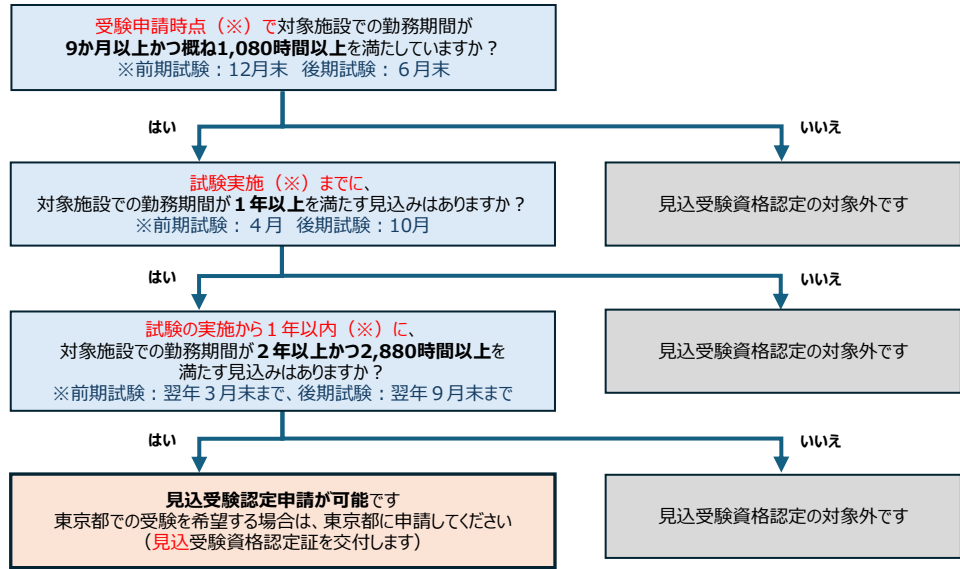 受験申請時点（※）で対象施設での勤務期間が
9か月以上かつ概ね1,080時間以上を満たしていますか？
※前期試験：12月末　後期試験：６月末
はい
いいえ
試験実施（※）までに、
対象施設での勤務期間が１年以上を満たす見込みはありますか？
※前期試験：４月　後期試験：10月
見込受験資格認定の対象外です
はい
いいえ
試験の実施から１年以内（※）に、
対象施設での勤務期間が２年以上かつ2,880時間以上を
満たす見込みはありますか？
※前期試験：翌年３月末まで、後期試験：翌年９月末まで
見込受験資格認定の対象外です
はい
いいえ
見込受験認定申請が可能です
東京都での受験を希望する場合は、東京都に申請してください
（見込受験資格認定証を交付します）
見込受験資格認定の対象外です